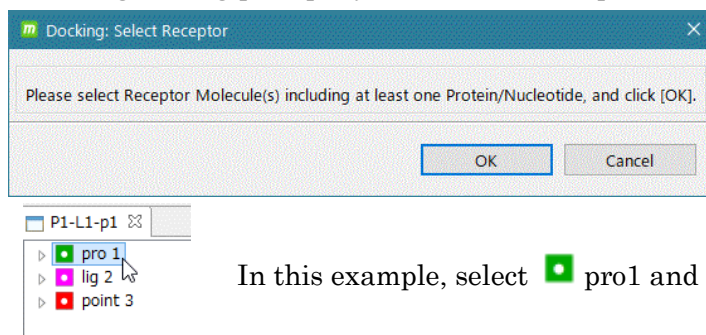 Docking: Select Receptor
Please select Receptor Molecule(s) including at least one Protein/Nucleotide, and click [OK].
OK Cancel
P1-L1-p1
pro 1
lig 2
point 3
In this example, select pro1 and